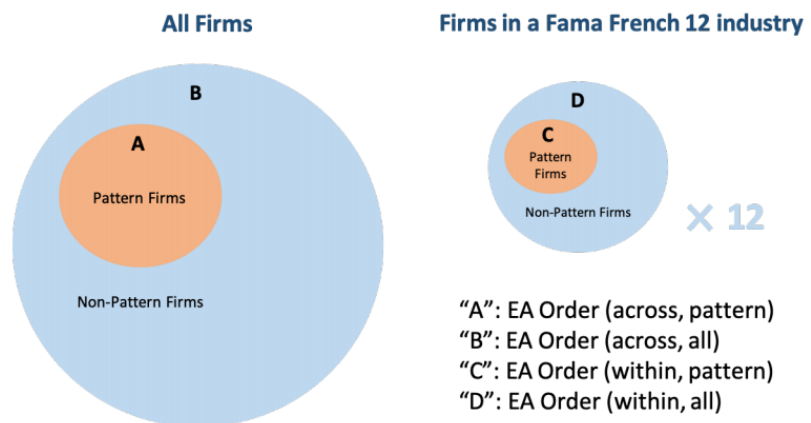 All Firms
B
A
Pattern Firms
Non-Pattern Firms
Firms in a Fama French 12 industry
D
C
Pattern
Firms
Non-Pattern Firms
× 12
“A”: EA Order (across, pattern)
“B”: EA Order (across, all)
“C”: EA Order (within, pattern)
“D”: EA Order (within, all)